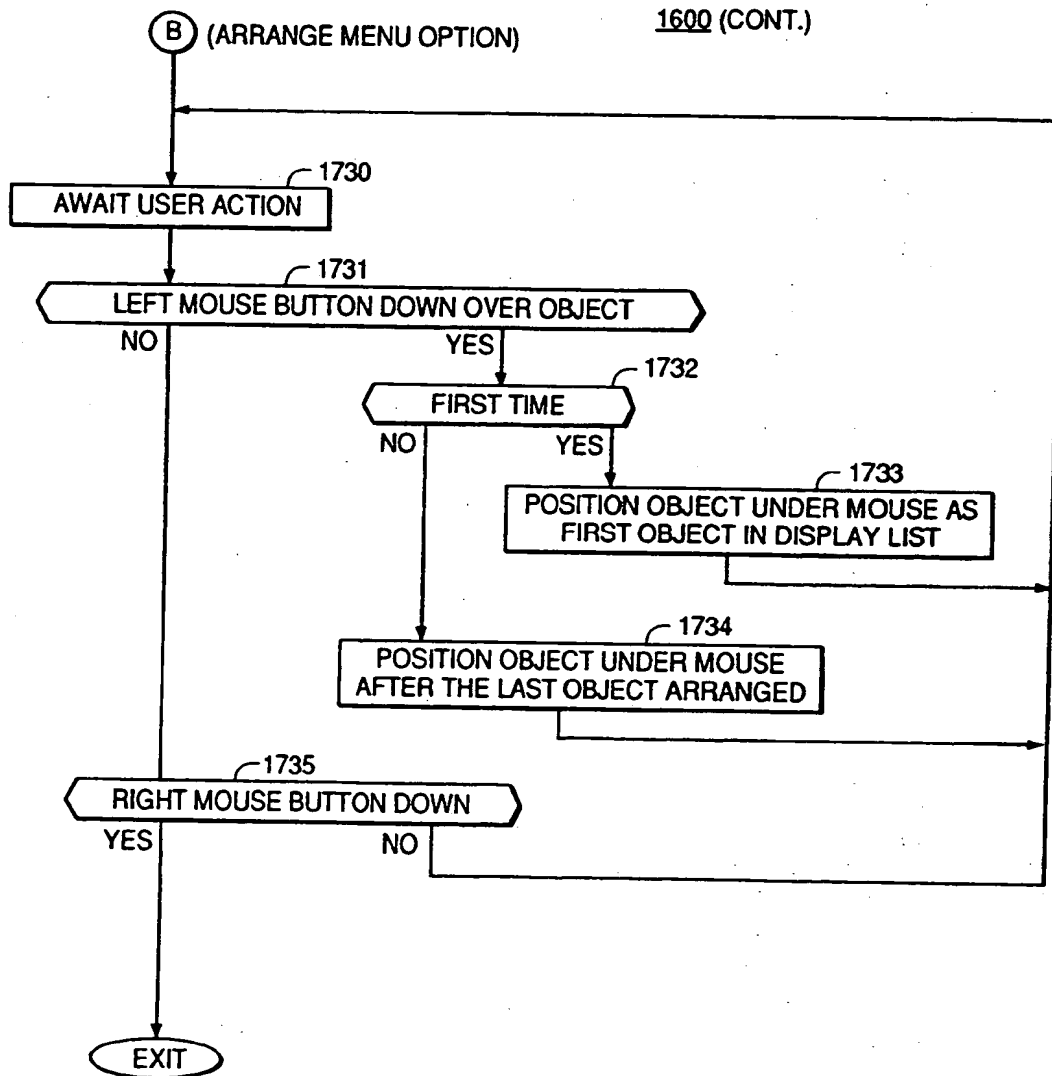 B (ARRANGE MENU OPTION)
1600 (CONT.)
1730
AWAIT USER ACTION
1731
LEFT MOUSE BUTTON DOWN OVER OBJECT
NO
YES
1732
FIRST TIME
NO
YES
1733
POSITION OBJECT UNDER MOUSE AS
FIRST OBJECT IN DISPLAY LIST
1734
POSITION OBJECT UNDER MOUSE
AFTER THE LAST OBJECT ARRANGED
1735
RIGHT MOUSE BUTTON DOWN
YES
NO
EXIT